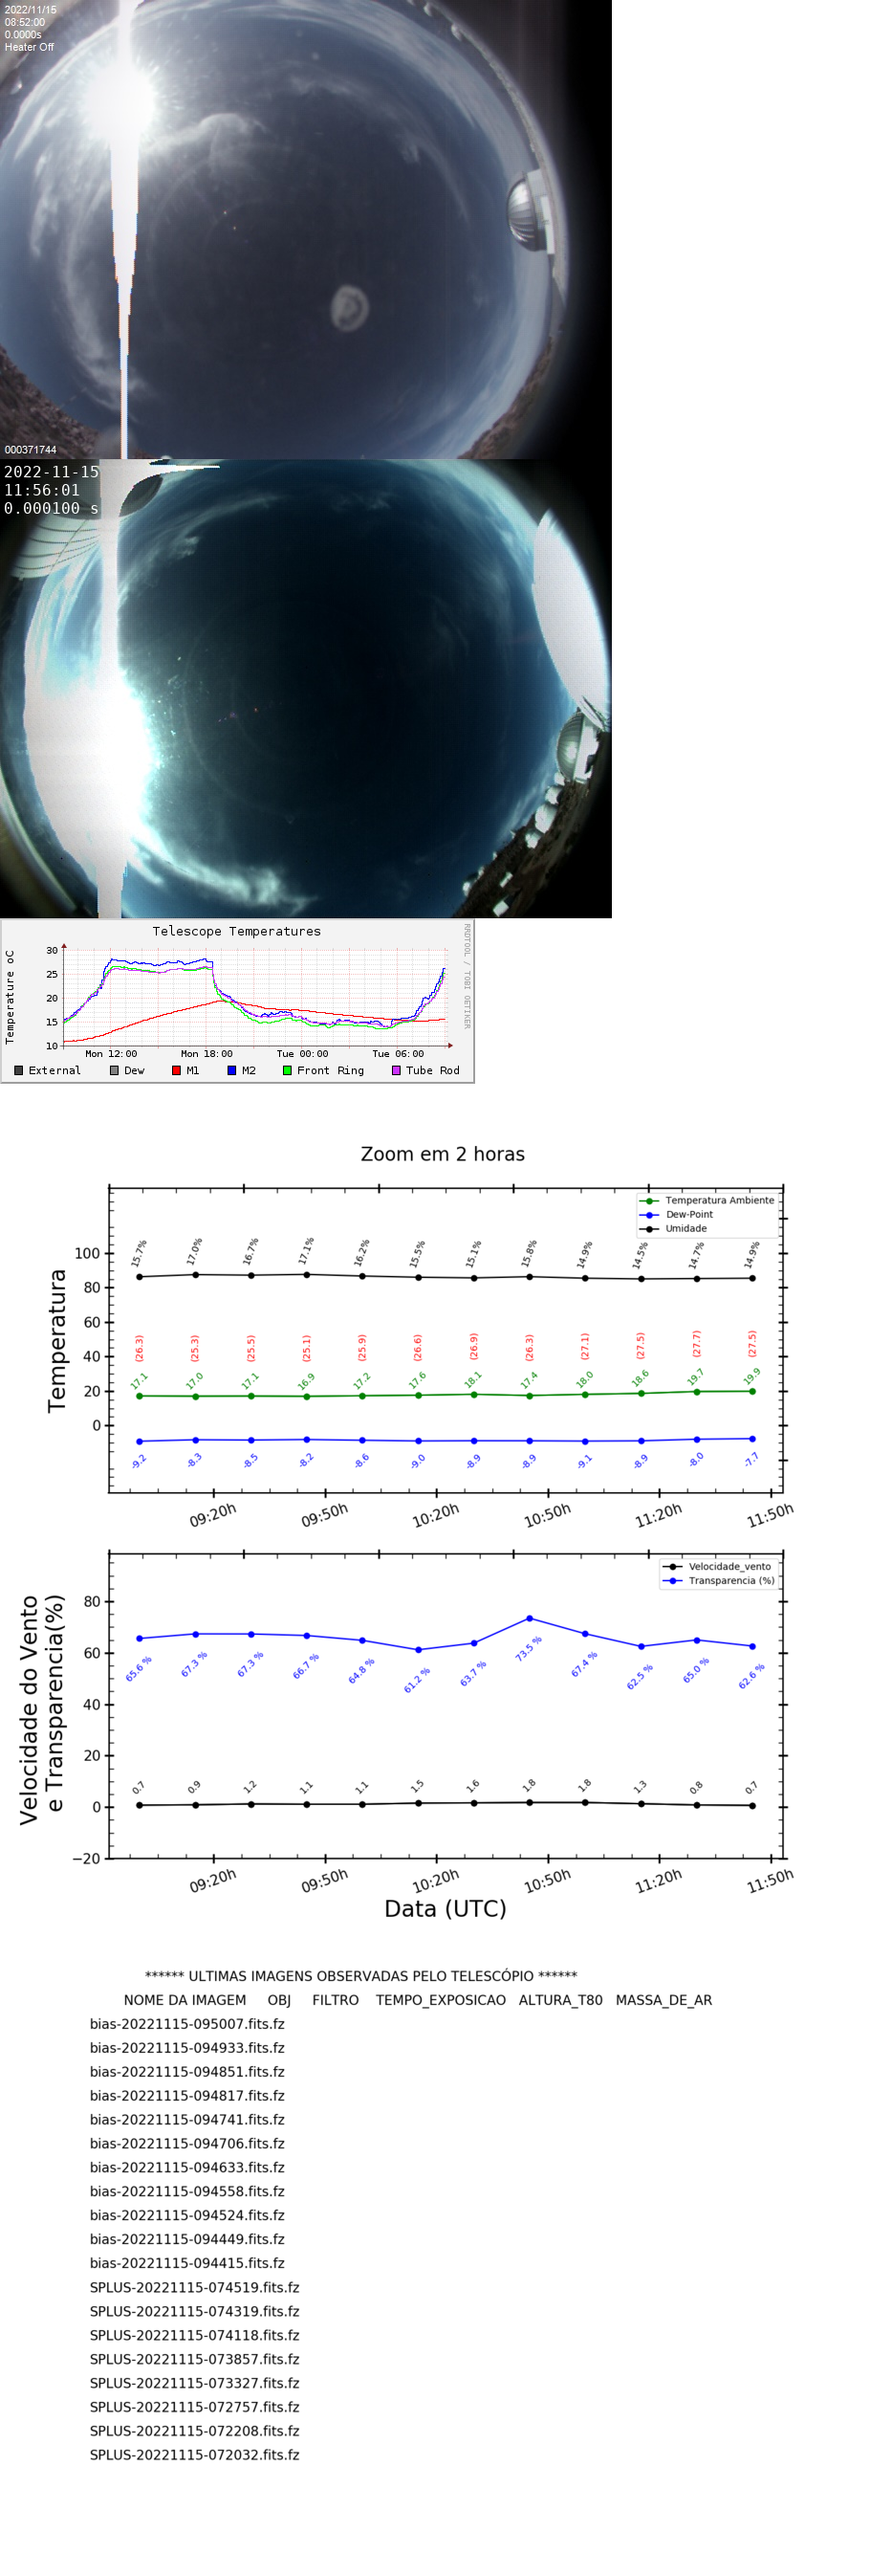 2022/11/15
08:52:00
0.0000s
Heater Off
000371744
2022-11-15
11:56:01
0.000100 s
Telescope Temperatures
Temperature oC
30
25
20
15
10
Mon 12:00 Mon 18:00 Tue 00:00 Tue 06:00
External Dew M1 M2 Front Ring Tube Rod
RRDTOOL / TOBI OETIKER
Zoom em 2 horas
Temperatura Ambiente
Dew-Point
Umidade
Temperatura
100
80
60
40
20
0
15.7% 17.0% 16.7% 17.1% 16.2% 15.5% 15.1% 15.8% 14.9% 14.5% 14.7% 14.9%
(26.3) (25.3) (25.5) (25.1) (25.9) (26.6) (26.9) (26.3) (27.1) (27.5) (27.7) (27.5)
17.1 17.0 17.1 16.9 17.2 17.6 18.1 17.4 18.0 18.6 19.7 19.9
-9.2 -8.3 -8.5 -8.2 -8.6 -9.0 -8.9 -8.9 -9.1 -8.9 -8.0 -7.7
09:20h 09:50h 10:20h 10:50h 11:20h 11:50h
Velocidade_vento
Transparencia (%)
Velocidade do Vento
e Transparencia(%)
80
60
40
20
0
−20
65.6 % 67.3 % 67.3 % 66.7 % 64.8 % 61.2 % 63.7 % 73.5 % 67.4 % 62.5 % 65.0 % 62.6 %
0.7 0.9 1.2 1.1 1.1 1.5 1.6 1.8 1.8 1.3 0.8 0.7
09:20h 09:50h 10:20h 10:50h 11:20h 11:50h
Data (UTC)
****** ULTIMAS IMAGENS OBSERVADAS PELO TELESCÓPIO ******
NOME DA IMAGEM OBJ FILTRO TEMPO_EXPOSICAO ALTURA_T80 MASSA_DE_AR
bias-20221115-095007.fits.fz
bias-20221115-094933.fits.fz
bias-20221115-094851.fits.fz
bias-20221115-094817.fits.fz
bias-20221115-094741.fits.fz
bias-20221115-094706.fits.fz
bias-20221115-094633.fits.fz
bias-20221115-094558.fits.fz
bias-20221115-094524.fits.fz
bias-20221115-094449.fits.fz
bias-20221115-094415.fits.fz
SPLUS-20221115-074519.fits.fz
SPLUS-20221115-074319.fits.fz
SPLUS-20221115-074118.fits.fz
SPLUS-20221115-073857.fits.fz
SPLUS-20221115-073327.fits.fz
SPLUS-20221115-072757.fits.fz
SPLUS-20221115-072208.fits.fz
SPLUS-20221115-072032.fits.fz